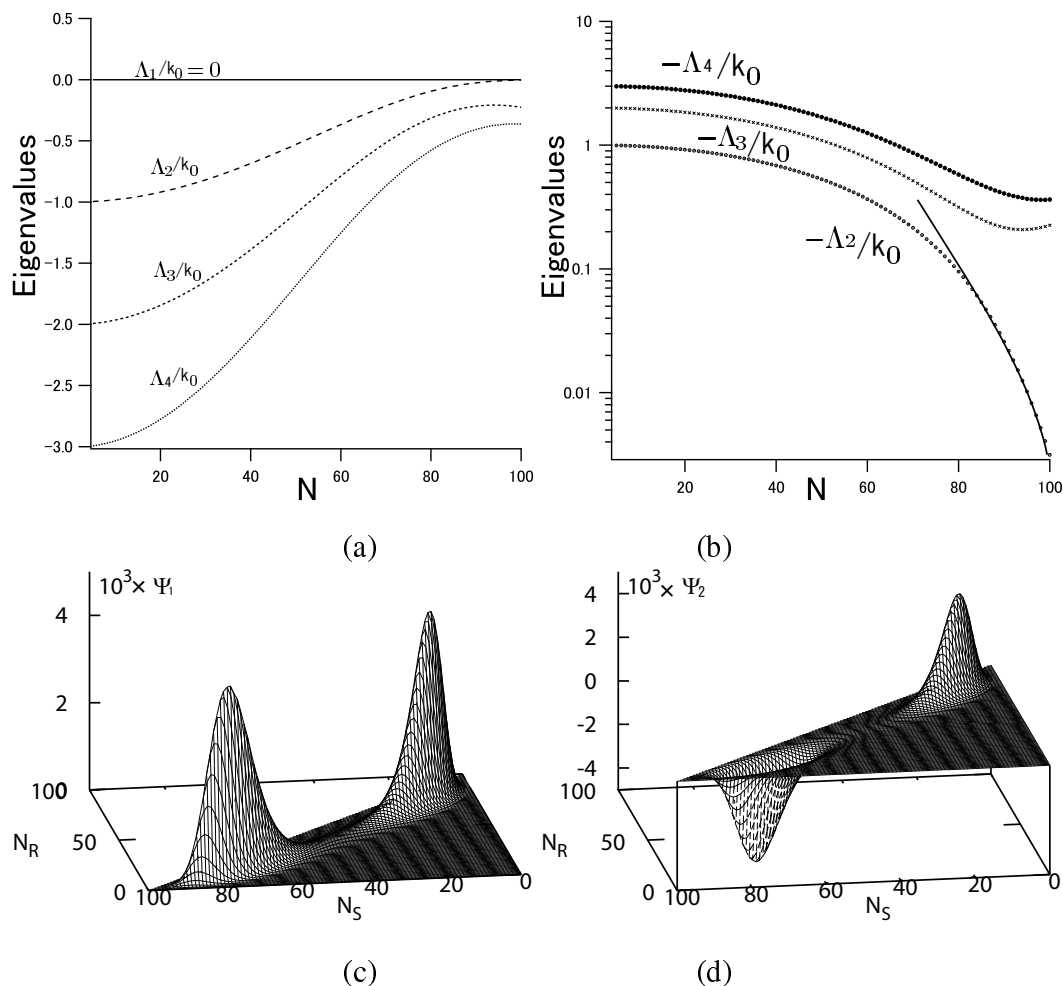 0.5
Λ1/k0 = 0
0.0
−0.5
Λ2/k0
−1.0
−1.5
Λ3/k0
−2.0
Λ4/k0
−2.5
−3.0
Eigenvalues
20 40 60 80 100
N
(a)
10
−Λ4/k0
1
−Λ3/k0
−Λ2/k0
0.1
0.01
Eigenvalues
20 40 60 80 100
N
(b)
10³× Ψ1
4
2
0
100
NR 50
0
100 80 60 40 20 0
NS
(c)
10³× Ψ2
4
2
0
-2
-4
100
NR 50
0
100 80 60 40 20 0
NS
(d)